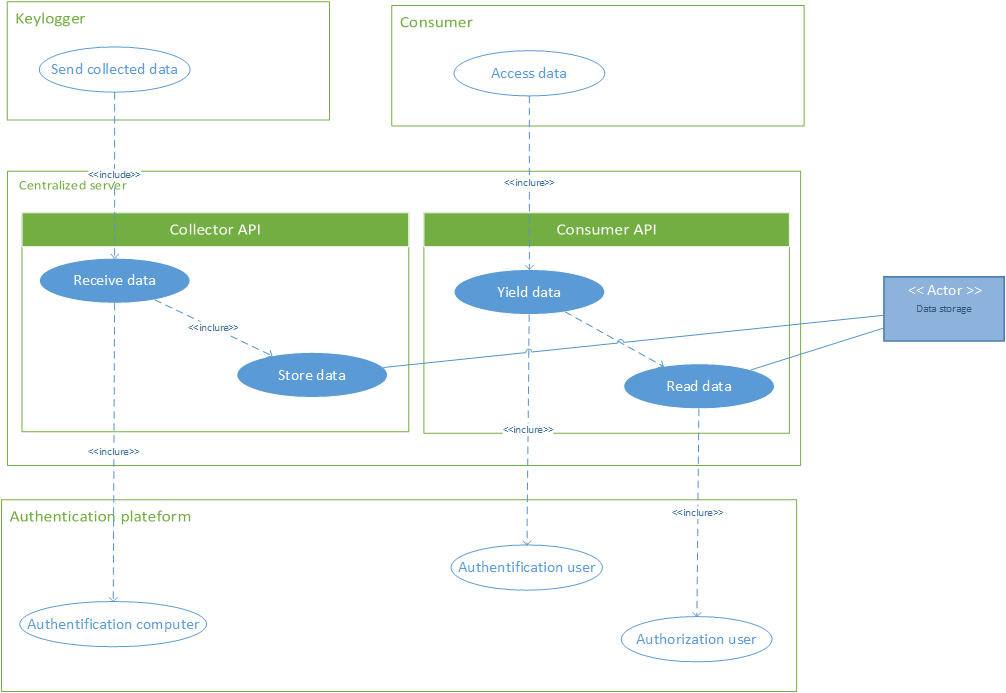 Keylogger
Send collected data
Consumer
Access data
<<include>>
Centralized server
<<inclure>>
Collector API
Consumer API
Receive data
<<inclure>>
Store data
Yield data
Read data
<< Actor >>
Data storage
<<inclure>>
<<inclure>>
<<inclure>>
Authentication plateform
Authentification user
Authentification computer
Authorization user